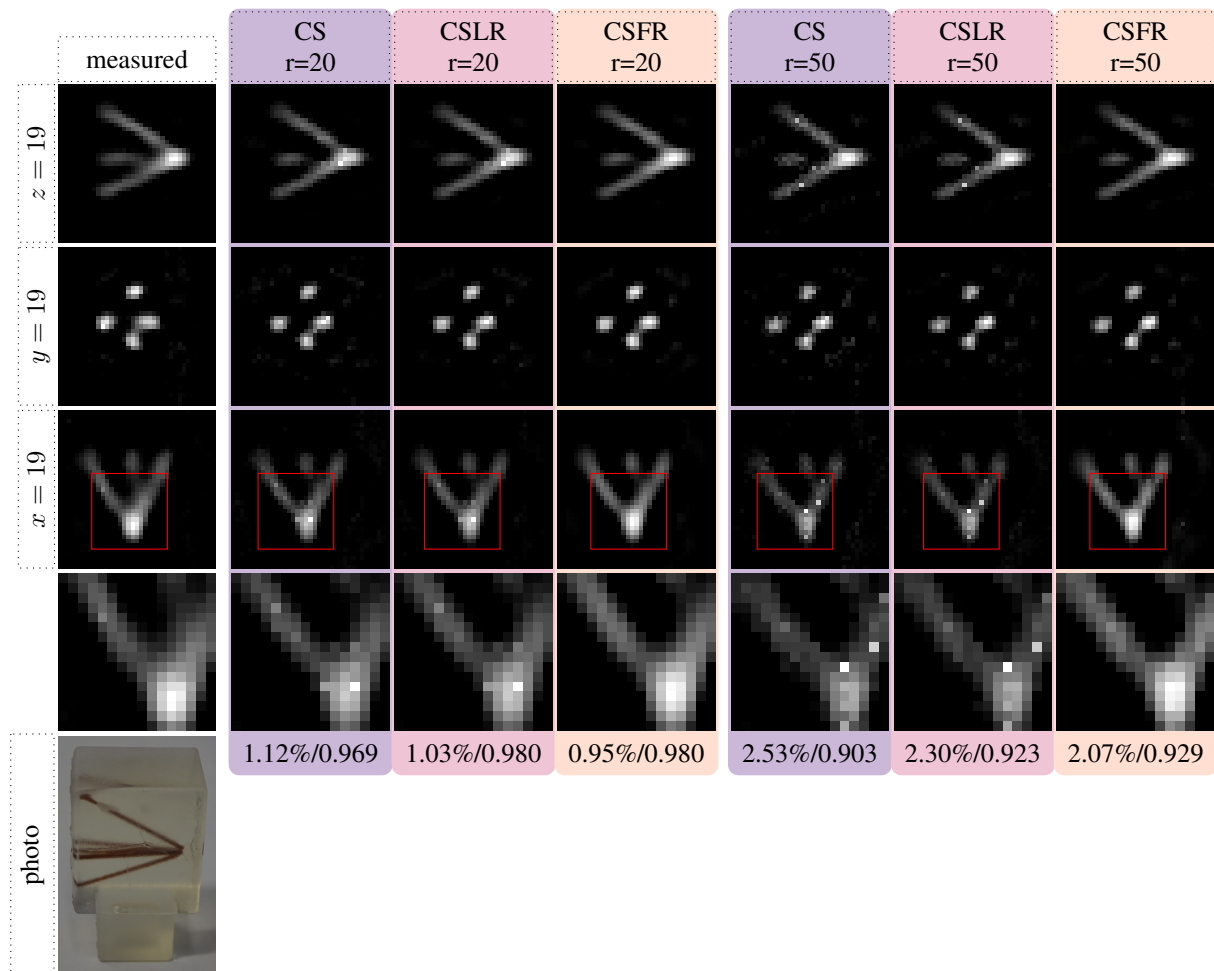 measured
CS
r=20
CSLR
r=20
CSFR
r=20
CS
r=50
CSLR
r=50
CSFR
r=50
z = 19
y = 19
x = 19
1.12%/0.969
1.03%/0.980
0.95%/0.980
2.53%/0.903
2.30%/0.923
2.07%/0.929
photo